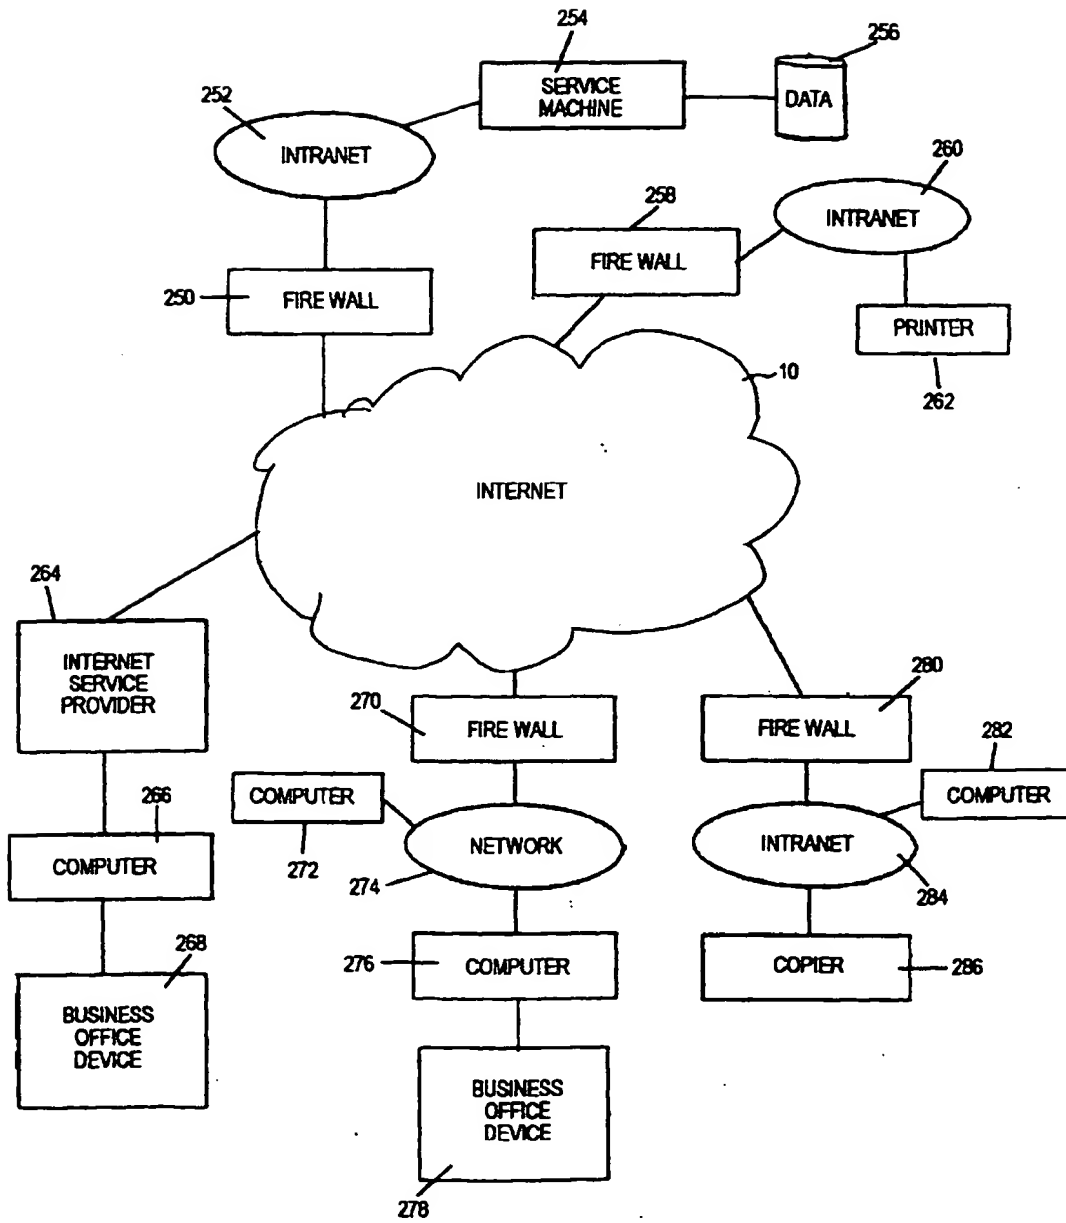 254
256
SERVICE
MACHINE
DATA
252
INTRANET
260
INTRANET
258
FIRE WALL
250
FIRE WALL
PRINTER
262
10
INTERNET
264
INTERNET
SERVICE
PROVIDER
270
FIRE WALL
280
FIRE WALL
282
COMPUTER
266
COMPUTER
272
COMPUTER
NETWORK
274
INTRANET
284
276
COMPUTER
COPIER
286
268
BUSINESS
OFFICE
DEVICE
BUSINESS
OFFICE
DEVICE
278